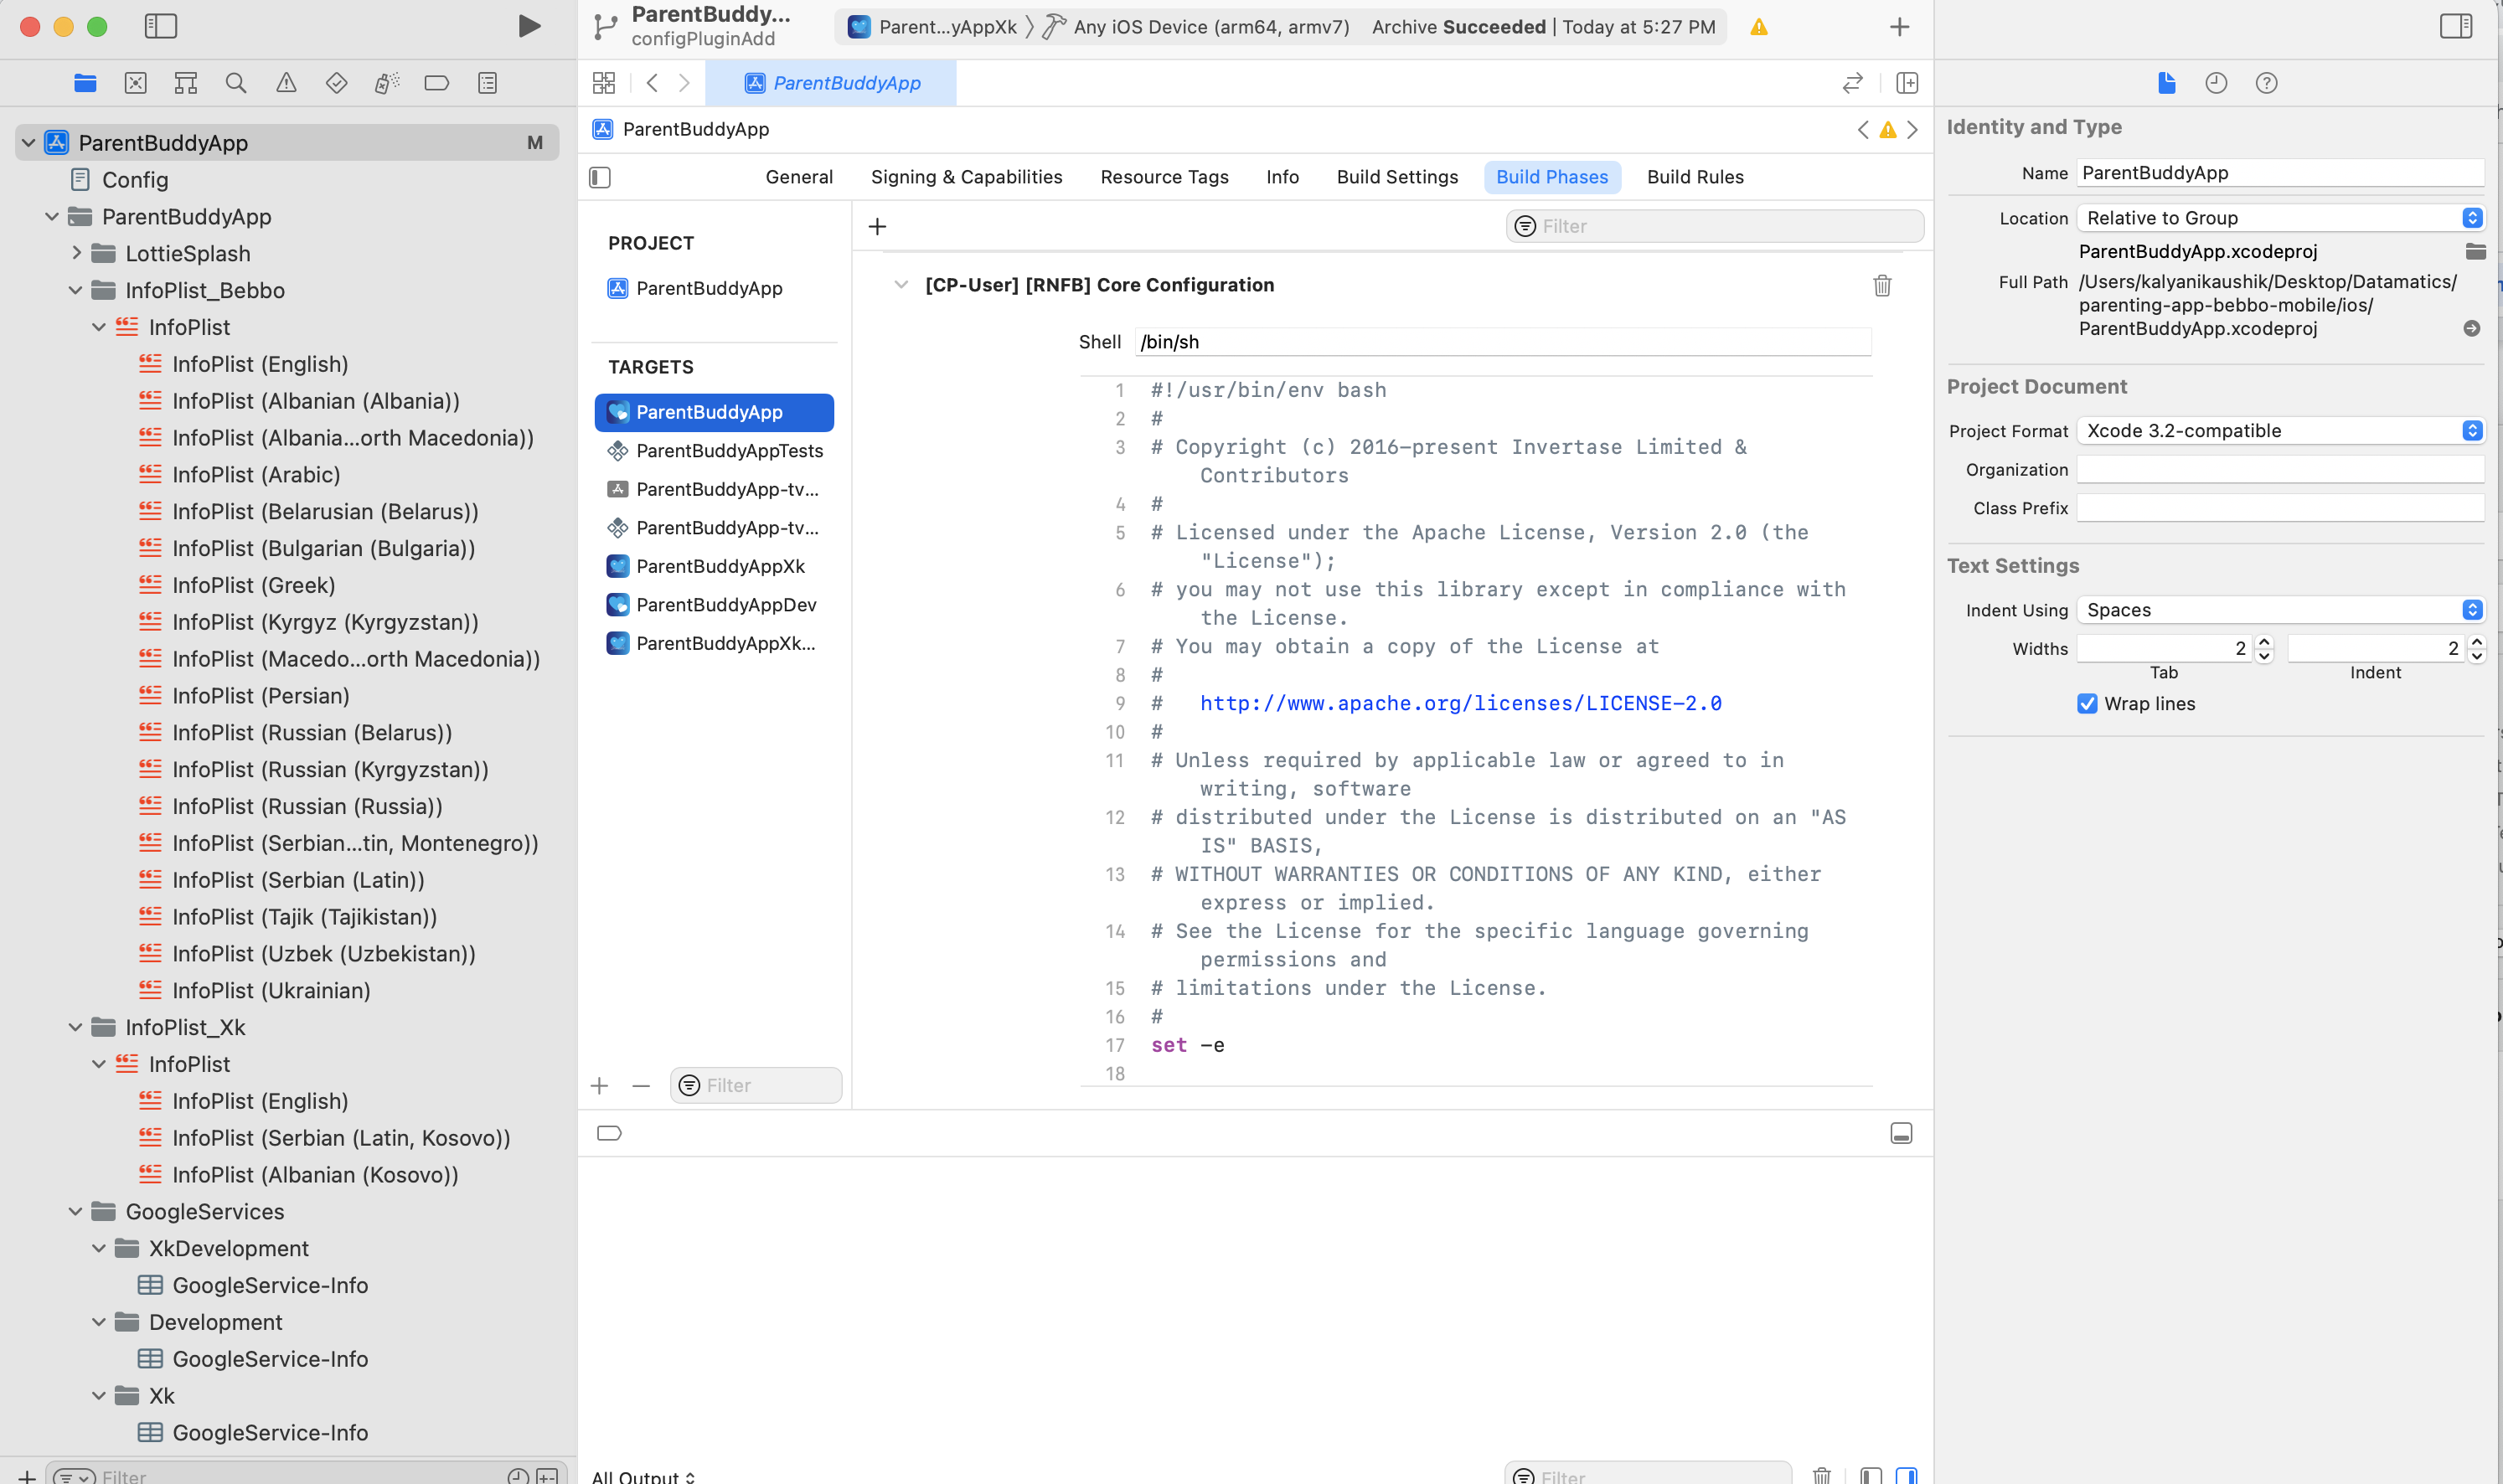 ParentBuddy...
configPluginAdd
Parent...yAppXk
Any iOS Device (arm64, armv7)
Archive Succeeded | Today at 5:27 PM
ParentBuddyApp
M
Config
ParentBuddyApp
LottieSplash
InfoPlist_Bebbo
InfoPlist
InfoPlist (English)
InfoPlist (Albanian (Albania))
InfoPlist (Albania...orth Macedonia))
InfoPlist (Arabic)
InfoPlist (Belarusian (Belarus))
InfoPlist (Bulgarian (Bulgaria))
InfoPlist (Greek)
InfoPlist (Kyrgyz (Kyrgyzstan))
InfoPlist (Macedo...orth Macedonia))
InfoPlist (Persian)
InfoPlist (Russian (Belarus))
InfoPlist (Russian (Kyrgyzstan))
InfoPlist (Russian (Russia))
InfoPlist (Serbian...tin, Montenegro))
InfoPlist (Serbian (Latin))
InfoPlist (Tajik (Tajikistan))
InfoPlist (Uzbek (Uzbekistan))
InfoPlist (Ukrainian)
InfoPlist_Xk
InfoPlist
InfoPlist (English)
InfoPlist (Serbian (Latin, Kosovo))
InfoPlist (Albanian (Kosovo))
GoogleServices
XkDevelopment
GoogleService-Info
Development
GoogleService-Info
Xk
GoogleService-Info
Filter
ParentBuddyApp
ParentBuddyApp
General
Signing & Capabilities
Resource Tags
Info
Build Settings
Build Phases
Build Rules
PROJECT
ParentBuddyApp
TARGETS
ParentBuddyApp
ParentBuddyAppTests
ParentBuddyApp-tv...
ParentBuddyApp-tv...
ParentBuddyAppXk
ParentBuddyAppDev
ParentBuddyAppXk...
Filter
Filter
[CP-User] [RNFB] Core Configuration
Shell /bin/sh
1 #!/usr/bin/env bash
2 #
3 # Copyright (c) 2016-present Invertase Limited &
Contributors
4 #
5 # Licensed under the Apache License, Version 2.0 (the
"License");
6 # you may not use this library except in compliance with
the License.
7 # You may obtain a copy of the License at
8 #
9 # http://www.apache.org/licenses/LICENSE-2.0
10 #
11 # Unless required by applicable law or agreed to in
writing, software
12 # distributed under the License is distributed on an "AS
IS" BASIS,
13 # WITHOUT WARRANTIES OR CONDITIONS OF ANY KIND, either
express or implied.
14 # See the License for the specific language governing
permissions and
15 # limitations under the License.
16 #
17 set -e
18
All Output
Filter
Identity and Type
Name ParentBuddyApp
Location Relative to Group
ParentBuddyApp.xcodeproj
Full Path /Users/kalyanikaushik/Desktop/Datamatics/
parenting-app-bebbo-mobile/ios/
ParentBuddyApp.xcodeproj
Project Document
Project Format Xcode 3.2-compatible
Organization
Class Prefix
Text Settings
Indent Using Spaces
Widths 2 2
Tab Indent
Wrap lines